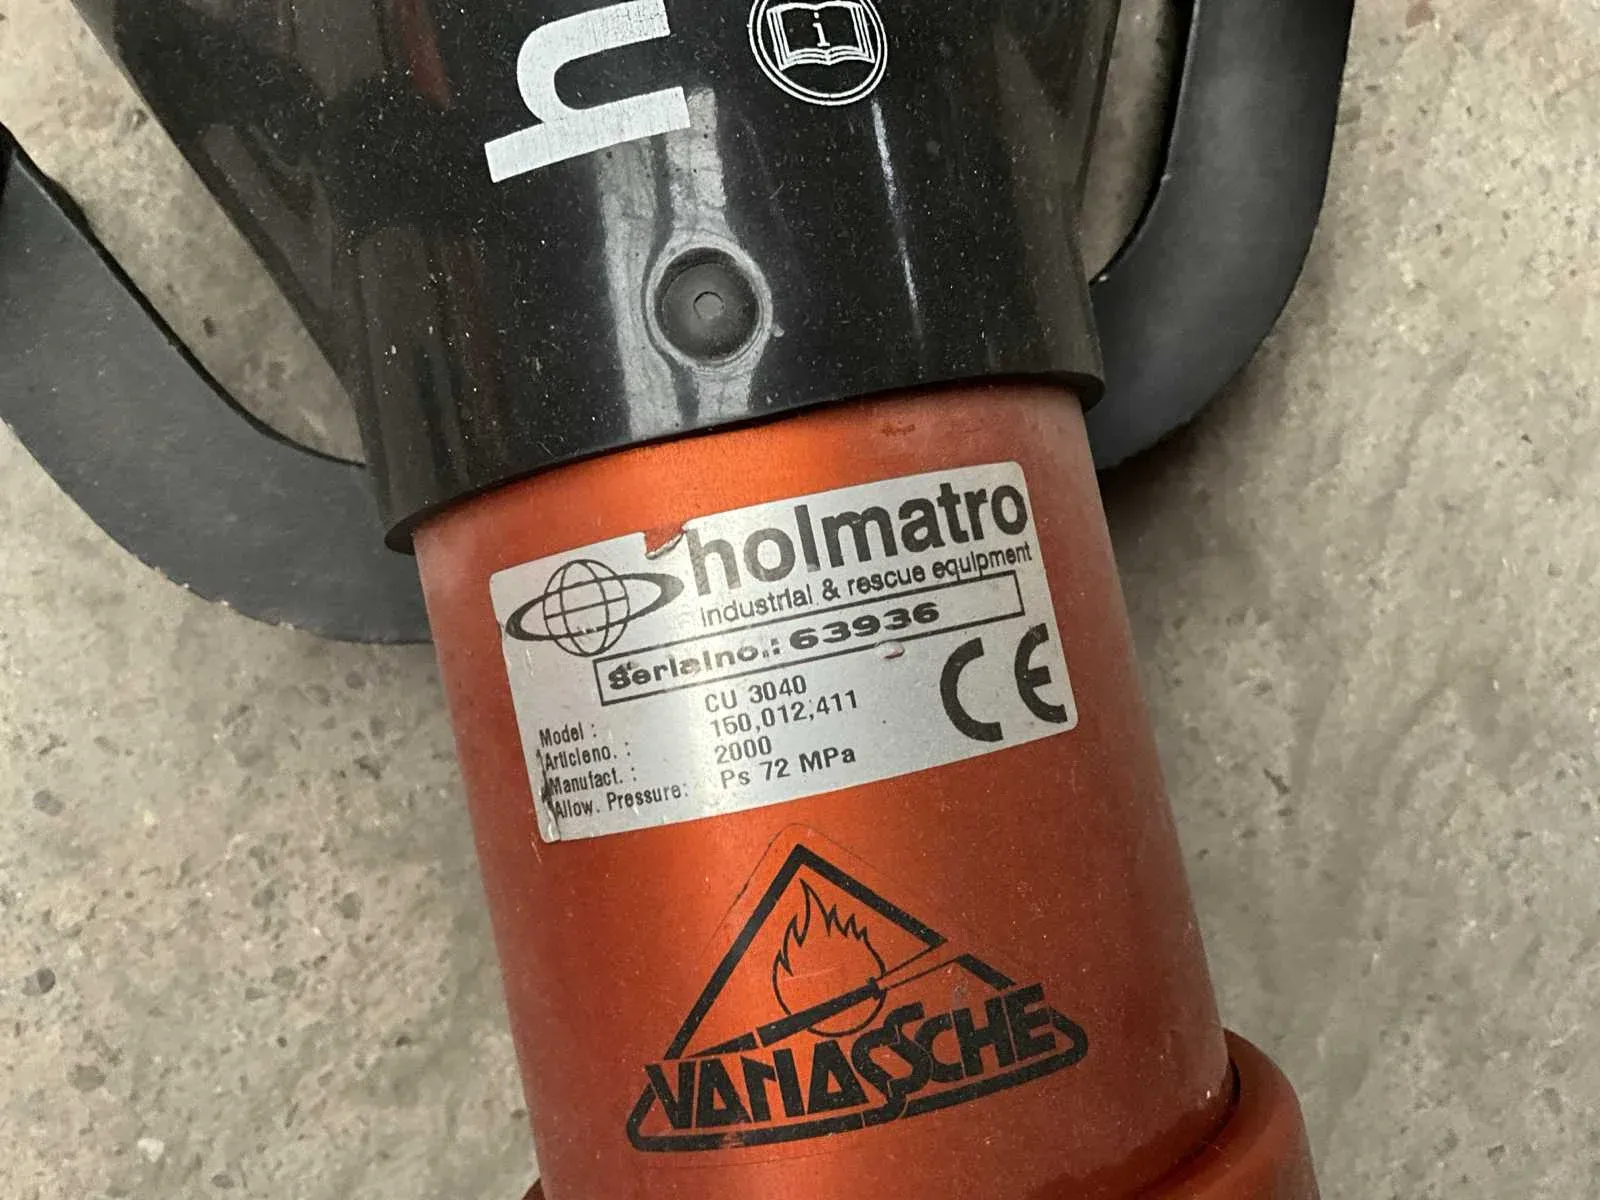 h
i
holmatro
industrial & rescue equipment
Serialno.: 63936
Model : CU 3040
Articleno. : 150,012,411
Manufact. : 2000
Allow. Pressure: Ps 72 MPa
CE
VANASSCHE